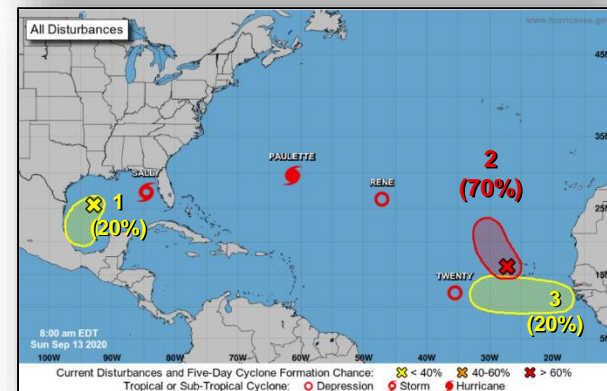 All Disturbances
www.hurricanes.gov
45N
35N
25N
15N
5N
PAULETTE
SALLY
RENE
TWENTY
1
(20%)
2
(70%)
3
(20%)
8:00 am EDT
Sun Sep 13 2020
100W 90W 80W 70W 60W 50W 40W 30W 20W
Current Disturbances and Five-Day Cyclone Formation Chance: < 40% 40-60% > 60%
Tropical or Sub-Tropical Cyclone: Depression Storm Hurricane